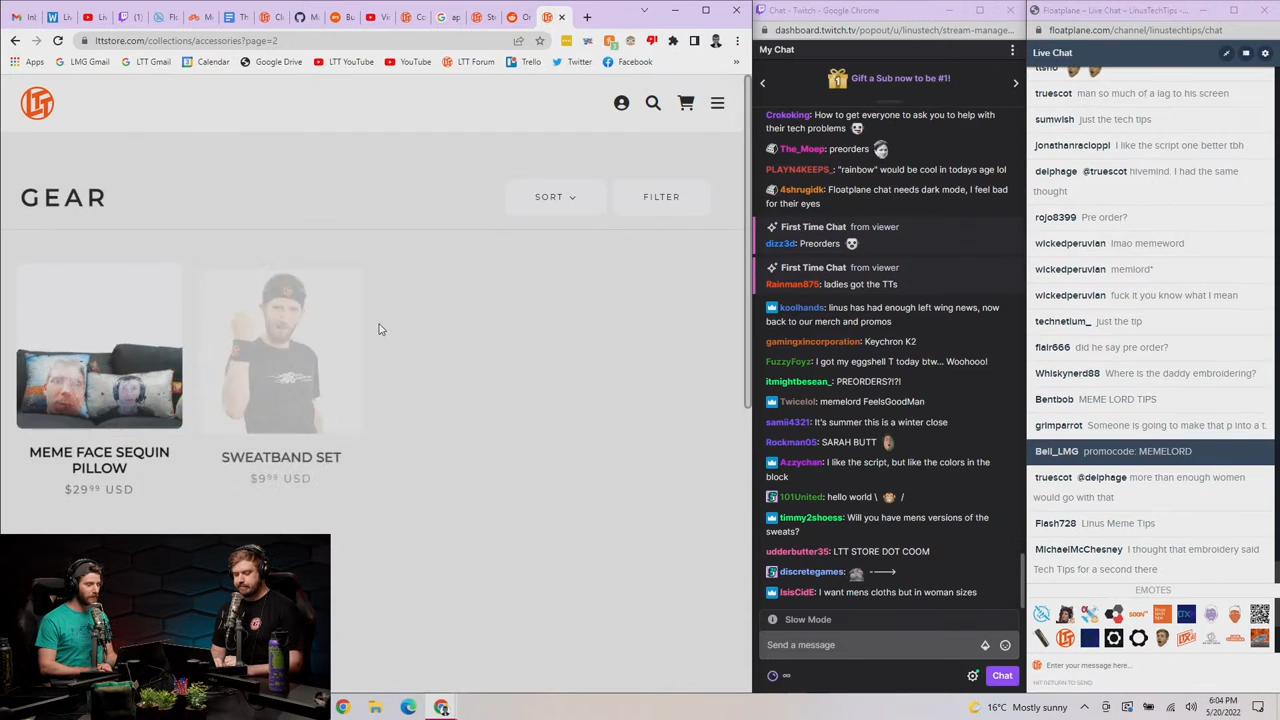 Chat - Twitch - Google Chrome
Floatplane – Live Chat – LinusTechTips -
lttstore.com/collections/accessories?page=2
dashboard.twitch.tv/popout/u/linustech/stream-manage...
floatplane.com/channel/linustechtips/chat
Apps
LMG Gmail
LTT Gmail
Calendar
LTT YouTube
LTT Forum
Trello
Twitter
Facebook
LTT
GEAR
SORT
FILTER
MEME FACE SEQUIN
PILLOW
$29⁹⁹ USD
SWEATBAND SET
$9⁹⁹ USD
My Chat
1
Gift a Sub now to be #1!
Crokoking: How to get everyone to ask you to help with
their tech problems
The_Moep: preorders
PLAYN4KEEPS_: "rainbow" would be cool in todays age lol
4shrugidk: Floatplane chat needs dark mode, I feel bad
for their eyes
First Time Chat from viewer
dizz3d: Preorders
First Time Chat from viewer
Rainman875: ladies got the TTs
koolhands: linus has had enough left wing news, now
back to our merch and promos
gamingxincorporation: Keychron K2
FuzzyFoyz: I got my eggshell T today btw... Woohooo!
itmightbesean_: PREORDERS?!?!
Twicelol: memelord FeelsGoodMan
samii4321: It's summer this is a winter close
Rockman05: SARAH BUTT
Azzychan: I like the script, but like the colors in the
block
101United: hello world \ /
timmy2shoess: Will you have mens versions of the
sweats?
udderbutter35: LTT STORE DOT COOM
discretegames: ---->
IsisCidE: I want mens cloths but in woman sizes
Slow Mode
Send a message
Chat
Live Chat
truescot man so much of a lag to his screen
sumwish just the tech tips
jonathanracioppi I like the script one better tbh
delphage @truescot hivemind. I had the same
thought
rojo8399 Pre order?
wickedperuvian lmao memeword
wickedperuvian memlord*
wickedperuvian fuck it you know what I mean
technetium_ just the tip
flair666 did he say pre order?
Whiskynerd88 Where is the daddy embroidering?
Bentbob MEME LORD TIPS
grimparrot Someone is going to make that p into a t.
Bell_LMG promocode: MEMELORD
truescot @delphage more than enough women
would go with that
Flash728 Linus Meme Tips
MichaelMcChesney I thought that embroidery said
Tech Tips for a second there
EMOTES
Enter your message here...
HIT RETURN TO SEND
16°C Mostly sunny
6:04 PM
5/20/2022